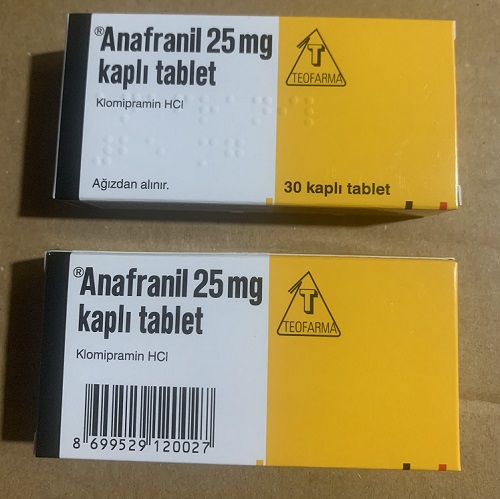 ®Anafranil 25 mg
kaplı tablet
Klomipramin HCl
Ağızdan alınır.
TEOFARMA
30 kaplı tablet
®Anafranil 25 mg
kaplı tablet
Klomipramin HCl
8 699529 120027
TEOFARMA